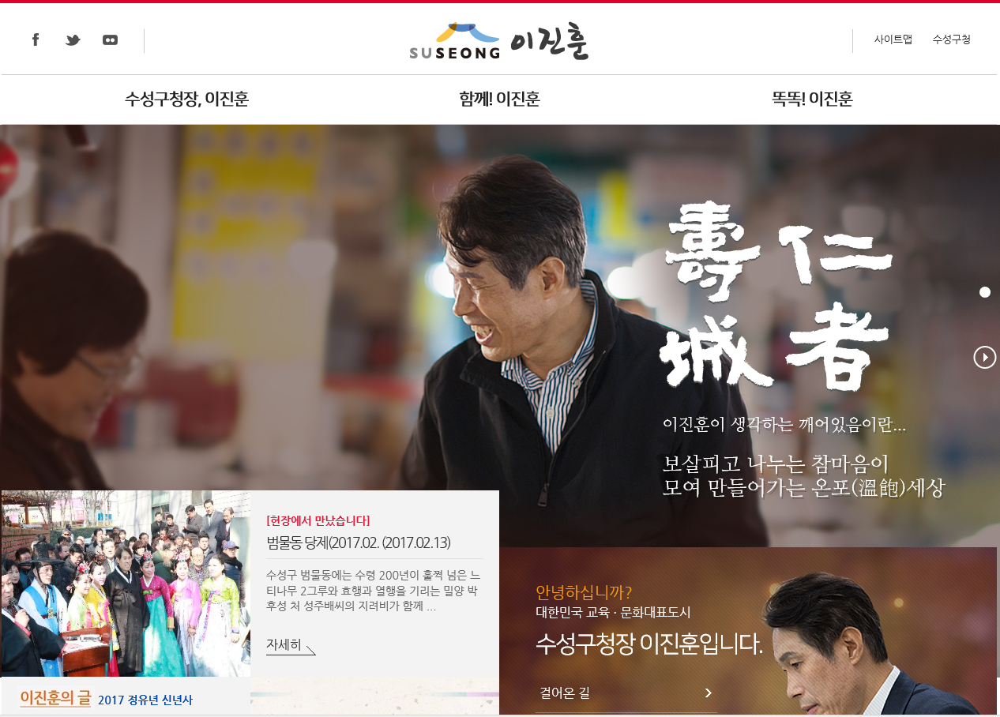 SUSEONG 이진훈
사이트맵 수성구청
수성구청장, 이진훈 함께! 이진훈 똑똑! 이진훈
壽 仁
城 者
이진훈이 생각하는 깨어있음이란...
보살피고 나누는 참마음이
모여 만들어가는 온포(溫飽)세상
[현장에서 만났습니다]
범물동 당제(2017.02. (2017.02.13)
수성구 범물동에는 수령 200년이 훌쩍 넘은 느
티나무 2그루와 효행과 열행을 기리는 밀양 박
후성 처 성주배씨의 지려비가 함께 ...
자세히
이진훈의 글 2017 정유년 신년사
안녕하십니까?
대한민국 교육 · 문화대표도시
수성구청장 이진훈입니다.
걸어온 길